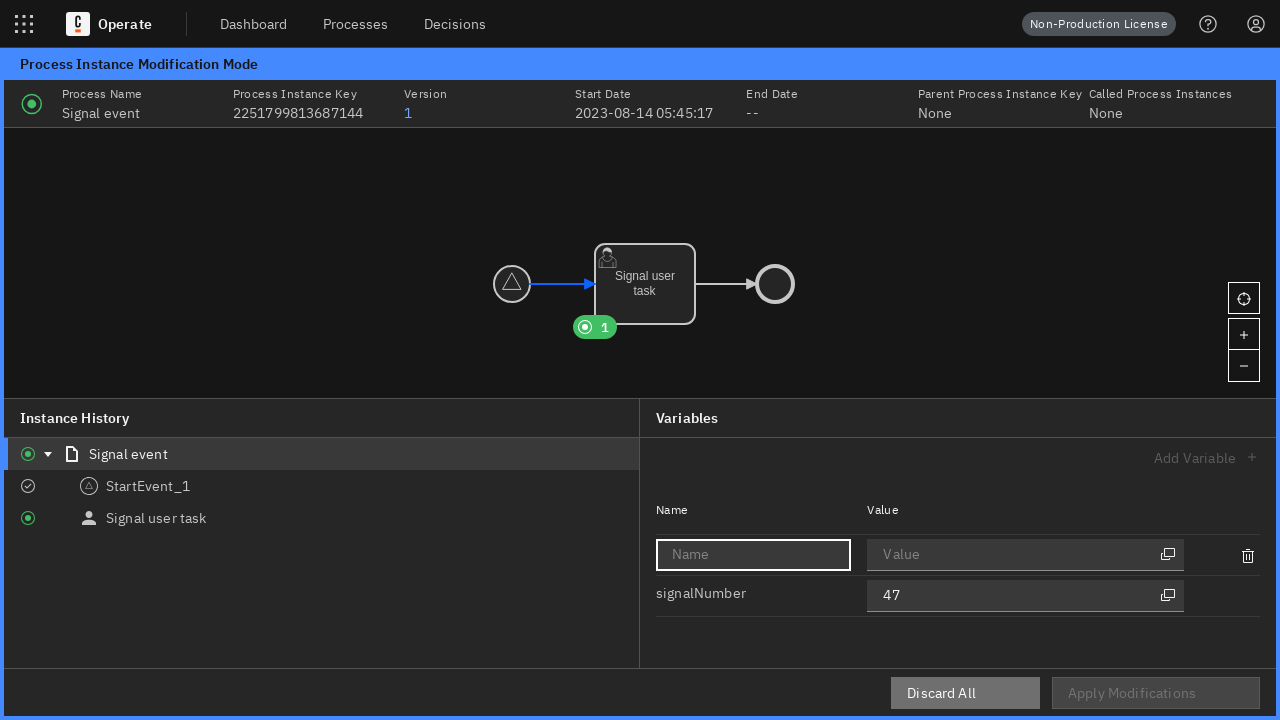 Operate
Dashboard
Processes
Decisions
Non-Production License
Process Instance Modification Mode
Process Name
Process Instance Key
Version
Start Date
End Date
Parent Process Instance Key
Called Process Instances
Signal event
2251799813687144
1
2023-08-14 05:45:17
--
None
None
Signal user
task
1
Instance History
Variables
Signal event
StartEvent_1
Signal user task
Add Variable
Name
Value
Name
Value
signalNumber
47
Discard All
Apply Modifications